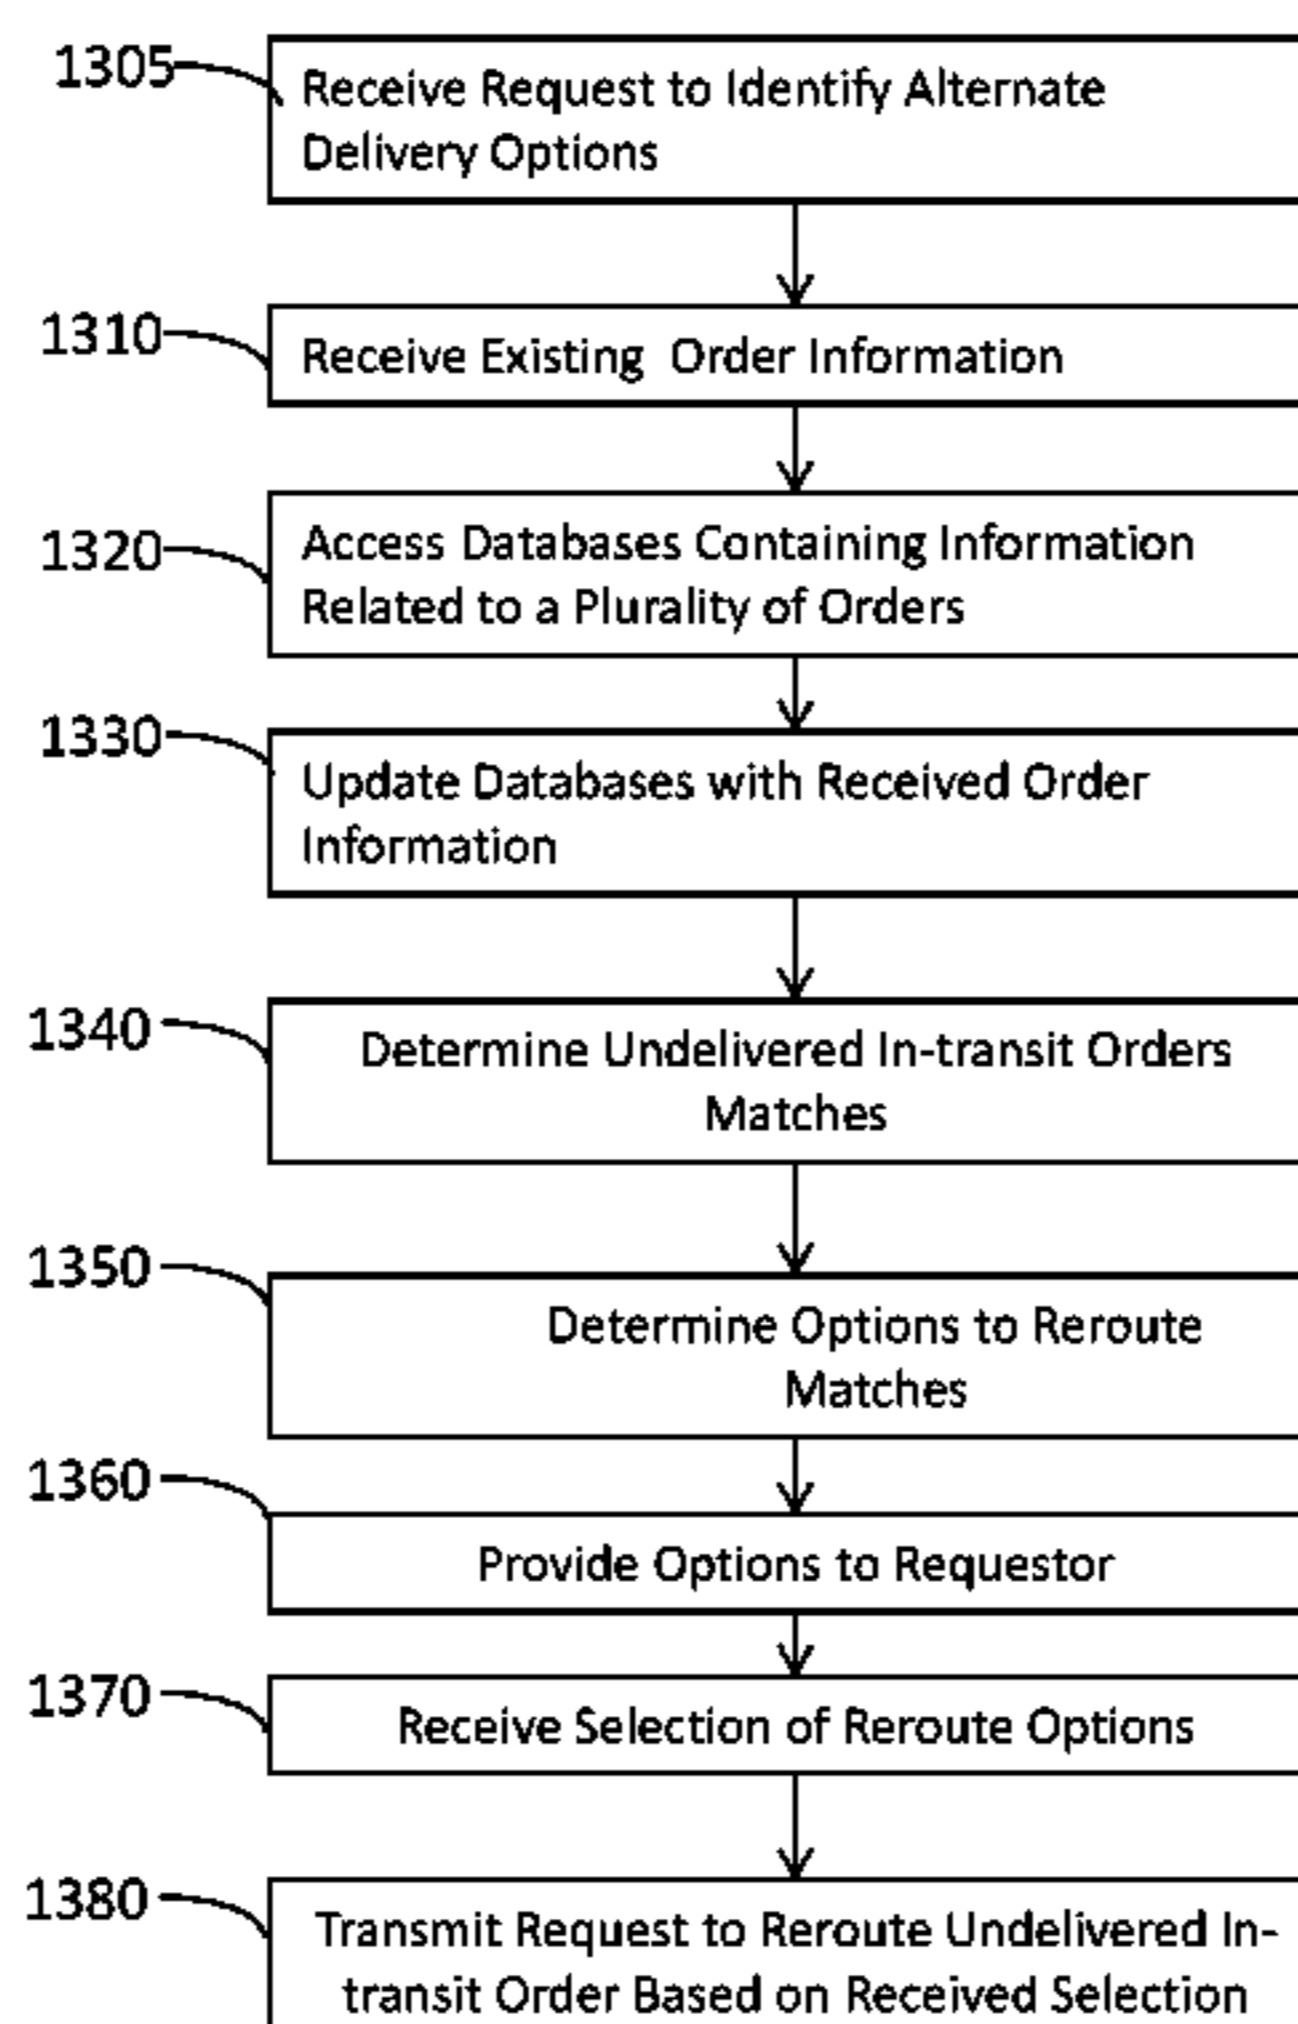 1305
Receive Request to Identify Alternate
Delivery Options
1310
Receive Existing Order Information
1320
Access Databases Containing Information
Related to a Plurality of Orders
1330
Update Databases with Received Order
Information
1340
Determine Undelivered In-transit Orders
Matches
1350
Determine Options to Reroute
Matches
1360
Provide Options to Requestor
1370
Receive Selection of Reroute Options
1380
Transmit Request to Reroute Undelivered In-
transit Order Based on Received Selection